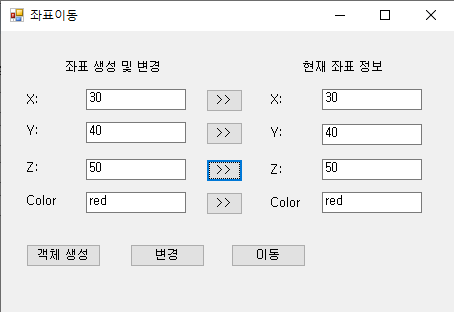 좌표이동
좌표 생성 및 변경 현재 좌표 정보
X: 30 >> X: 30
Y: 40 >> Y: 40
Z: 50 >> Z: 50
Color red >> Color red
객체 생성 변경 이동